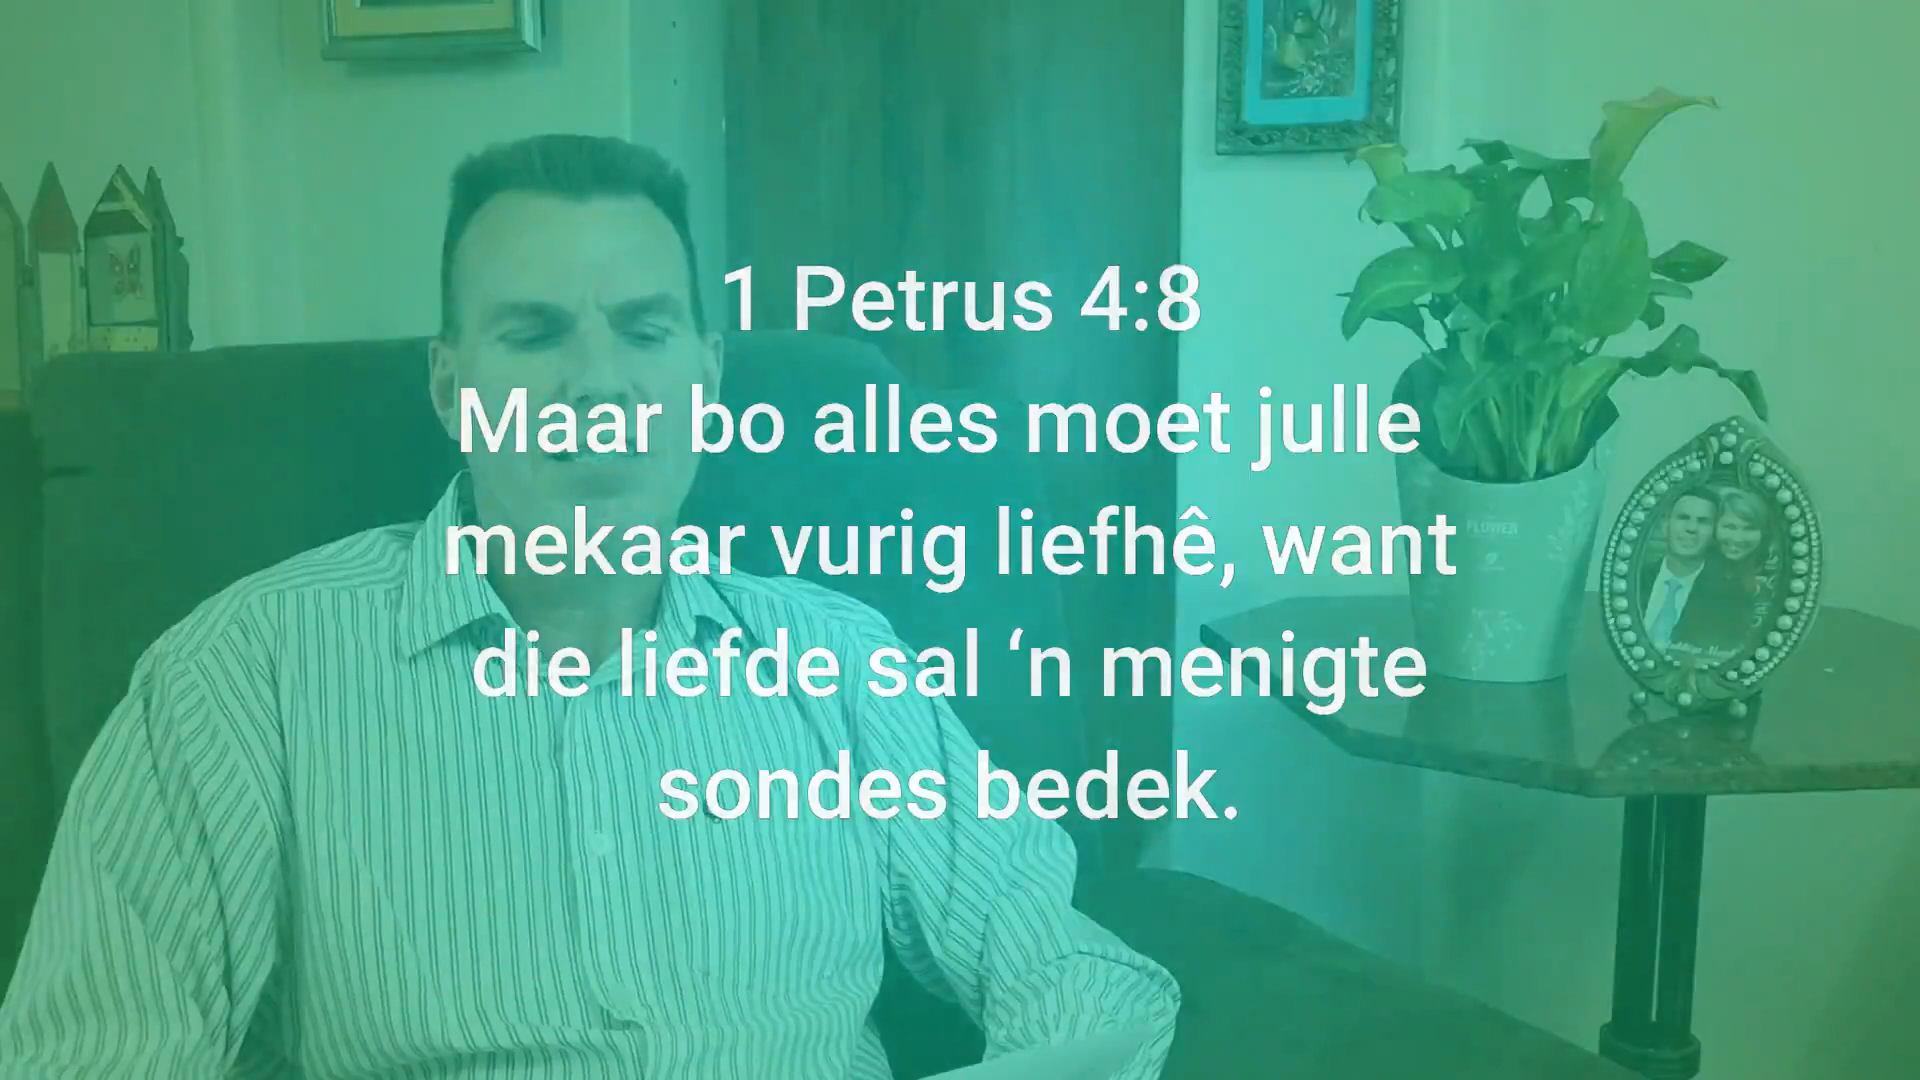 1 Petrus 4:8
Maar bo alles moet julle
mekaar vurig liefhê, want
die liefde sal ‘n menigte
sondes bedek.
FLOWER